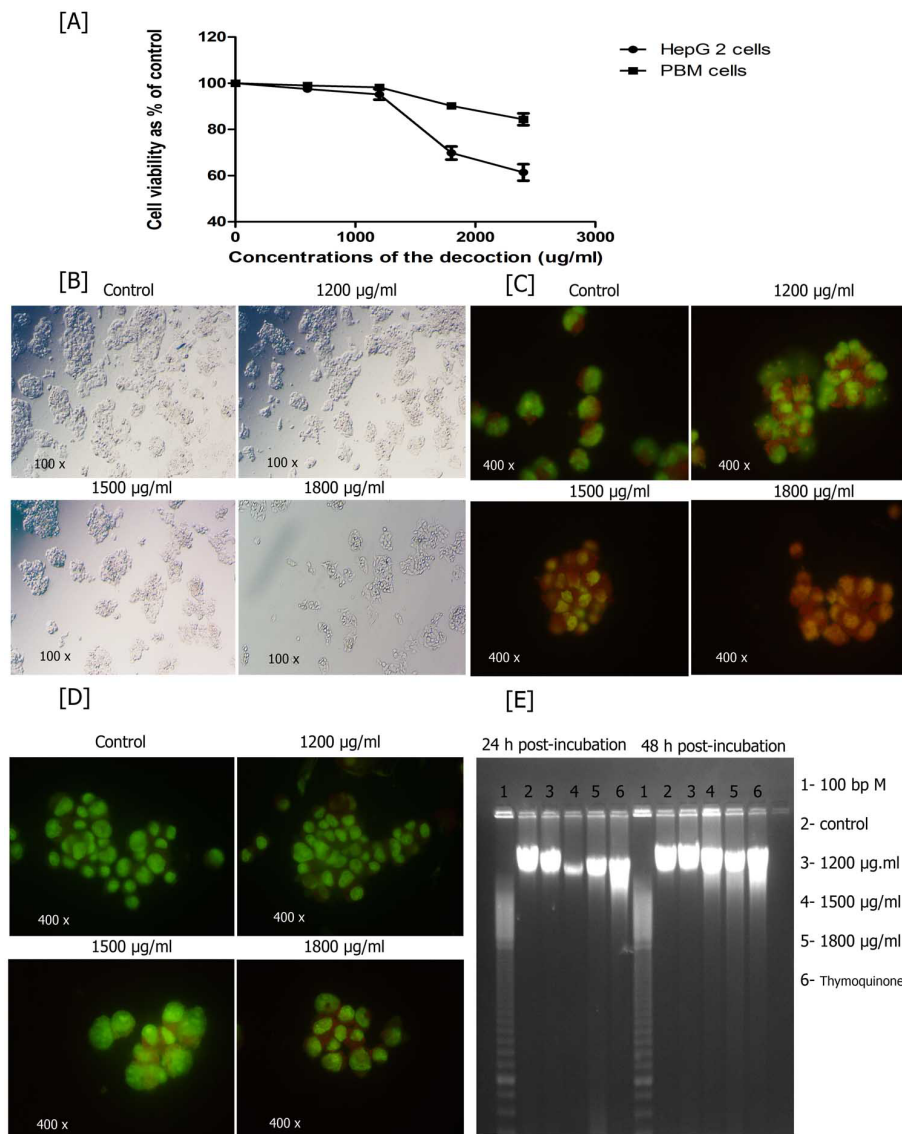 [A]
120
100
80
60
40
Cell viability as % of control
0
1000
2000
3000
Concentrations of the decoction (ug/ml)
HepG 2 cells
PBM cells
[B]
Control
1200 µg/ml
100 x
100 x
1500 µg/ml
1800 µg/ml
100 x
100 x
[C]
Control
1200 µg/ml
400 x
400 x
1500 µg/ml
1800 µg/ml
400 x
400 x
[D]
Control
1200 µg/ml
400 x
400 x
1500 µg/ml
1800 µg/ml
400 x
400 x
[E]
24 h post-incubation
48 h post-incubation
1 2 3 4 5 6 1 2 3 4 5 6
1- 100 bp M
2- control
3- 1200 µg.ml
4- 1500 µg/ml
5- 1800 µg/ml
6- Thymoquinone